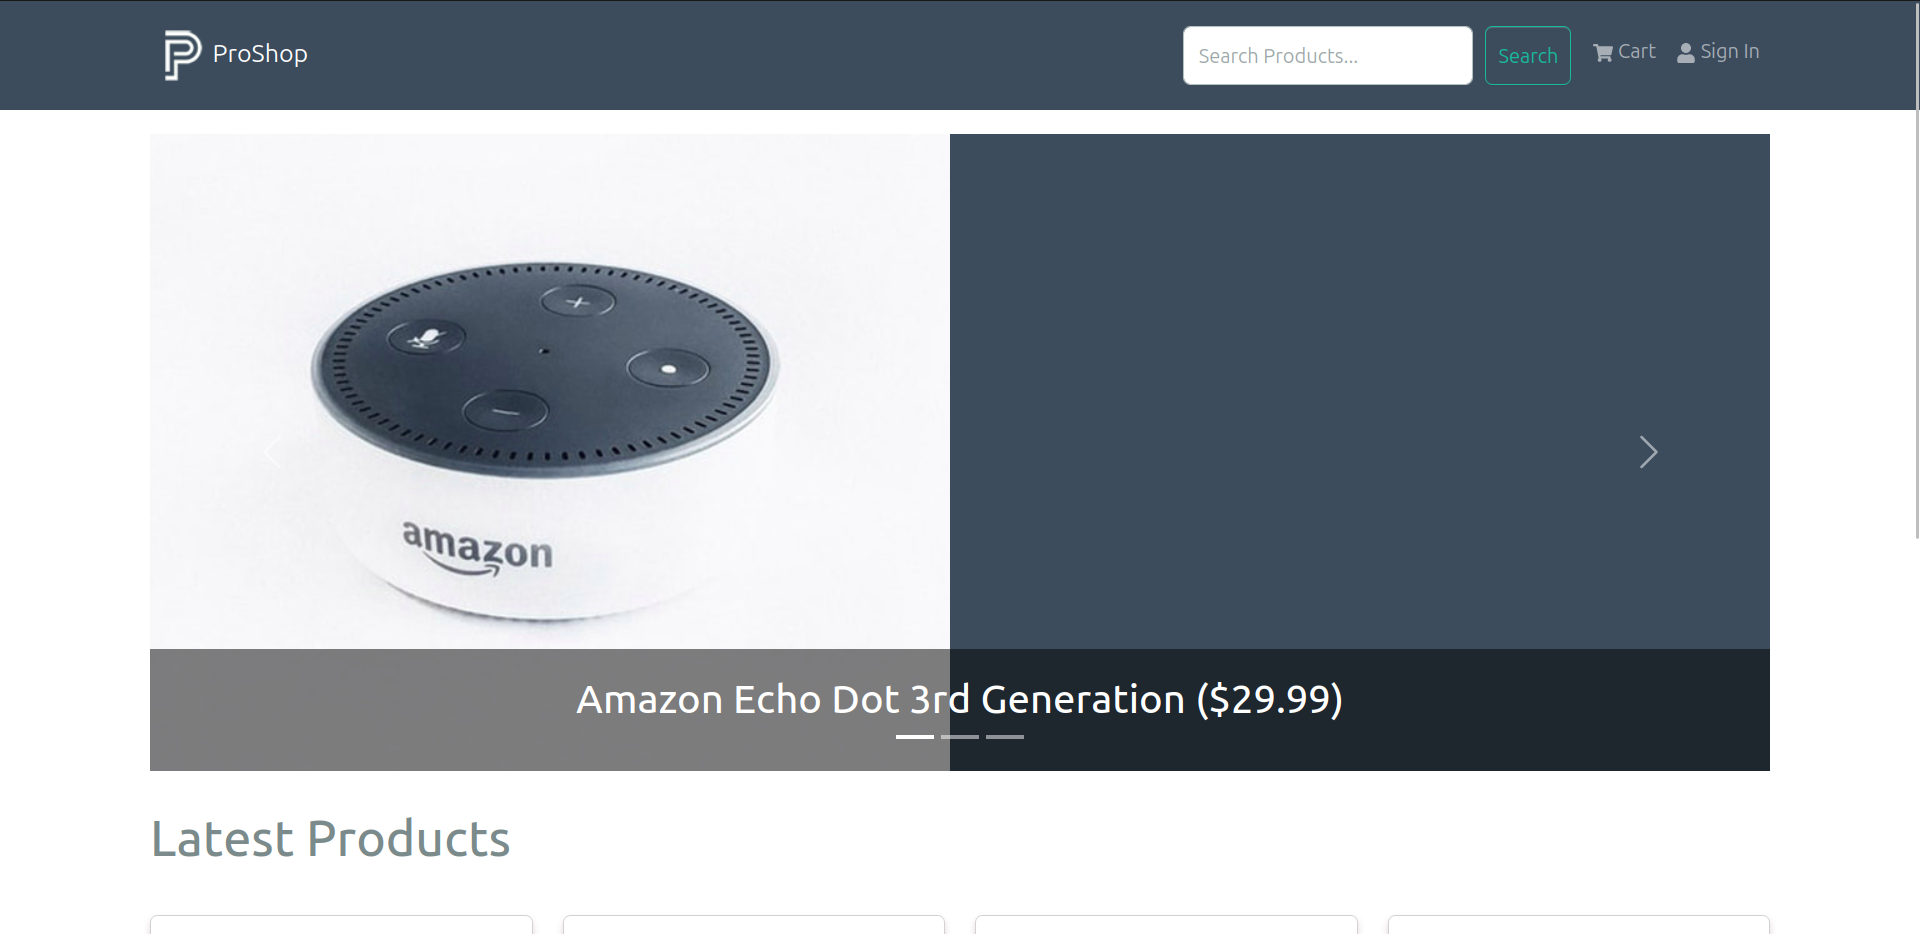 ProShop
Search Products...
Search
Cart
Sign In
amazon
Amazon Echo Dot 3rd Generation ($29.99)
Latest Products